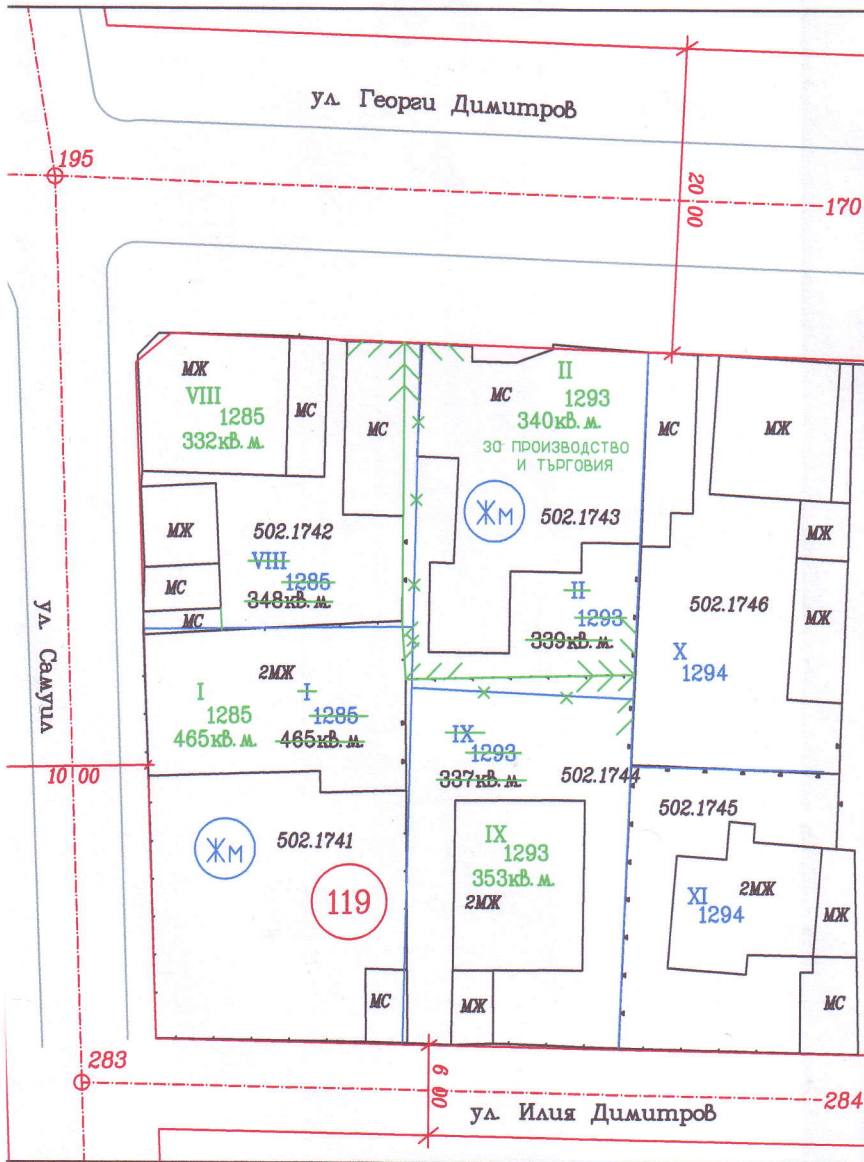 ул. Георги Димитров
195
20 00
170
МЖ
VIII
1285
332кв. м.
МС
МС
МС
II
1293
340кв. м.
ЗА ПРОИЗВОДСТВО
И ТЪРГОВИЯ
МС
МЖ
Жм
502.1743
МЖ
502.1742
МЖ
VIII
1285
348кв. м.
МС
МС
II
1293
339кв. м.
502.1746
МЖ
X
1294
ул. Самуил
2МЖ
I
1285
465кв. м.
I
1285
465кв. м.
IX
1293
337кв. м.
502.1744
10 00
502.1745
Жм
502.1741
IX
1293
353кв. м.
2МЖ
119
XI
1294
2МЖ
МЖ
МС
МЖ
МС
283
6 00
284
ул. Илия Димитров